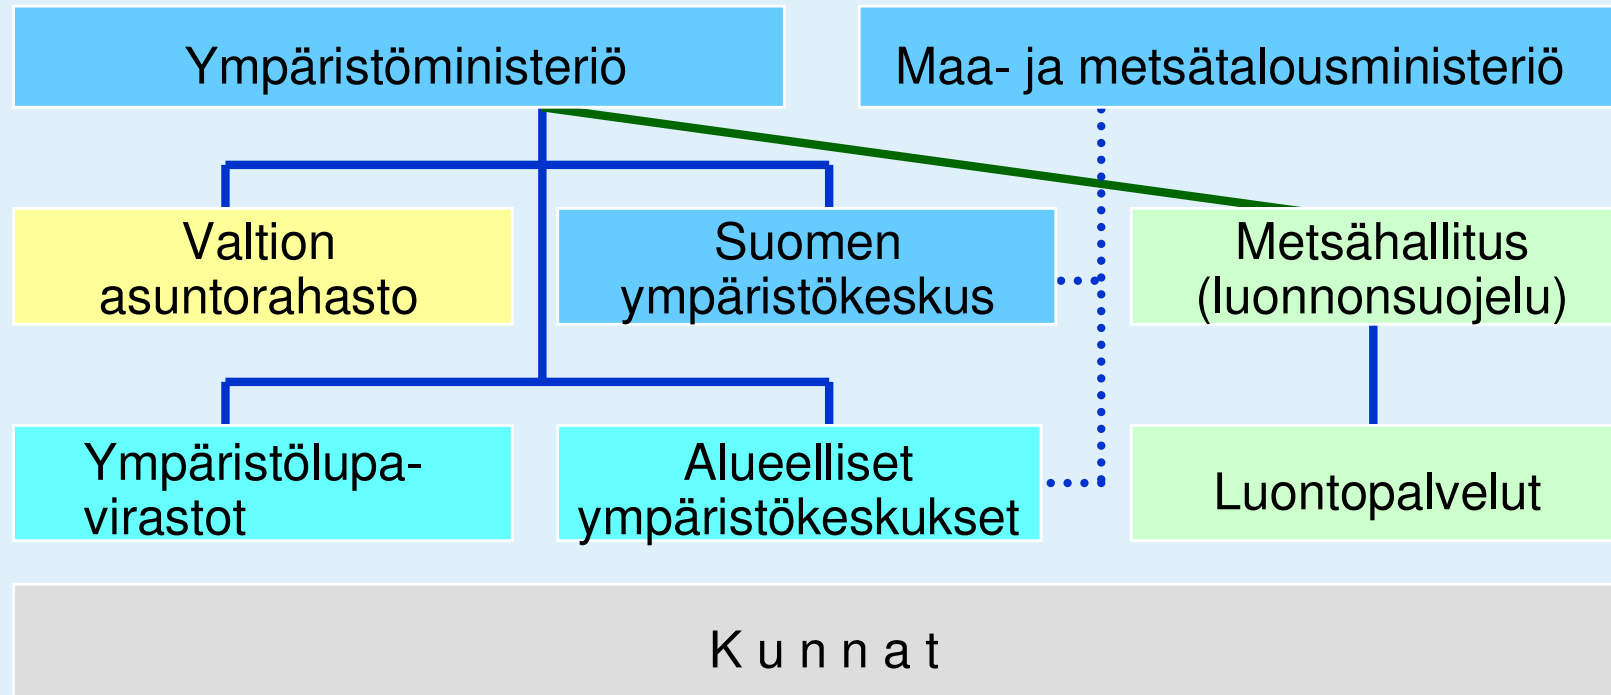 Ympäristöministeriö
Maa- ja metsätalousministeriö
Valtion
asuntorahasto
Suomen
ympäristökeskus
Metsähallitus
(luonnonsuojelu)
Ympäristölupa-
virastot
Alueelliset
ympäristökeskukset
Luontopalvelut
K u n n a t